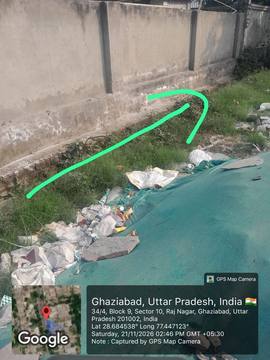 GPS Map Camera
Ghaziabad, Uttar Pradesh, India 🇮🇳
34/4, Block 9, Sector 10, Raj Nagar, Ghaziabad, Uttar
Pradesh 201002, India
Lat 28.684538° Long 77.447123°
Saturday, 21/11/2026 02:46 PM GMT +05:30
Note : Captured by GPS Map Camera
Google